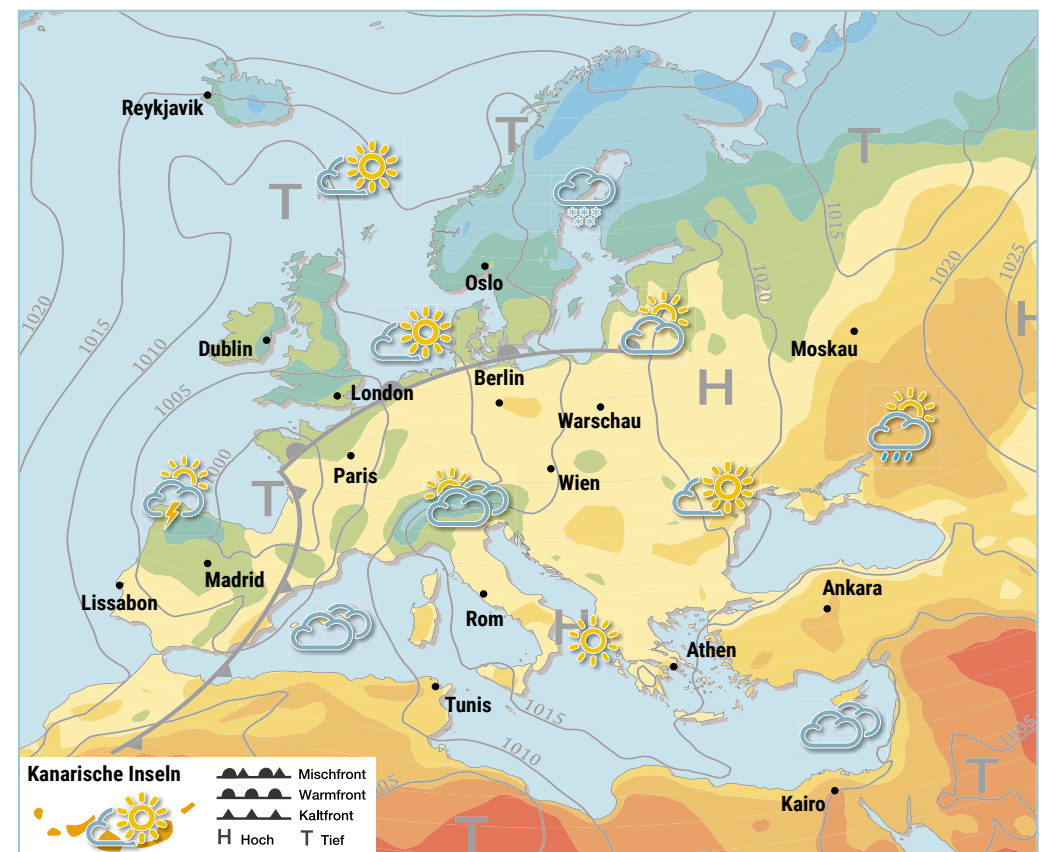 Reykjavik
T
T
T
1015
1020
1025
Oslo
1020
1020
H
1015
Dublin
Moskau
1010
Berlin
H
1005
London
Warschau
1000
Paris
Wien
T
Madrid
Ankara
Lissabon
Rom
H
Athen
Tunis
1015
1005
1010
T
Kairo
T
Kanarische Inseln
Mischfront
Warmfront
Kaltfront
H Hoch T Tief